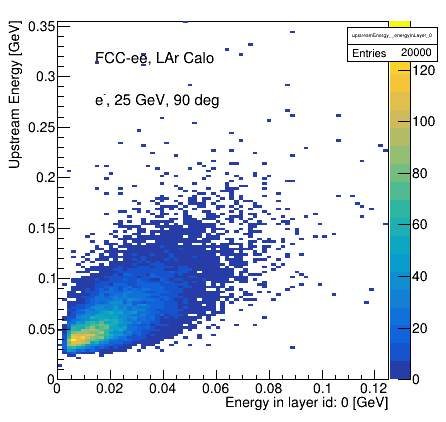 Upstream Energy [GeV]
0.35
0.3
0.25
0.2
0.15
0.1
0.05
0
FCC-ee, LAr Calo
e⁻, 25 GeV, 90 deg
upstreamEnergy_energyInLayer_0
Entries 20000
120
100
80
60
40
20
0
0 0.02 0.04 0.06 0.08 0.1 0.12
Energy in layer id: 0 [GeV]